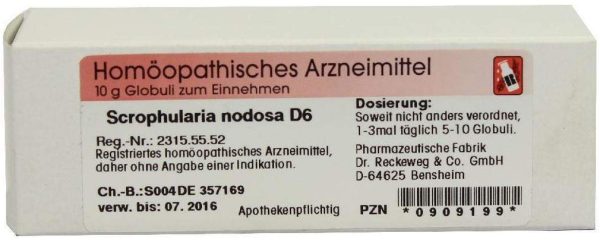 Homöopathisches Arzneimittel
10 g Globuli zum Einnehmen
Scrophularia nodosa D6
Reg.-Nr.: 2315.55.52
Registriertes homöopathisches Arzneimittel,
daher ohne Angabe einer Indikation.
Ch.-B.:S004DE 357169
verw. bis: 07. 2016
Apothekenpflichtig
Dosierung:
Soweit nicht anders verordnet,
1-3mal täglich 5-10 Globuli.
Pharmazeutische Fabrik
Dr. Reckeweg & Co. GmbH
D-64625 Bensheim
PZN *0909199*